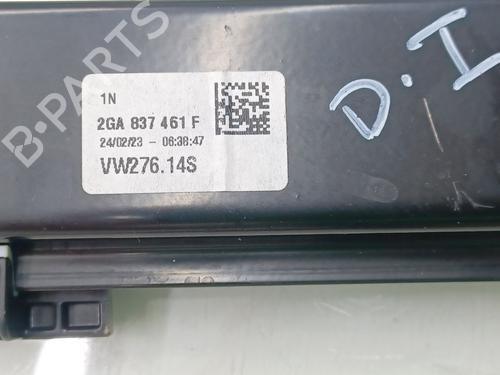 B-PARTS
D.I
1N
2GA 837 461 F
24/02/23 - 06:38:47
VW276.14S